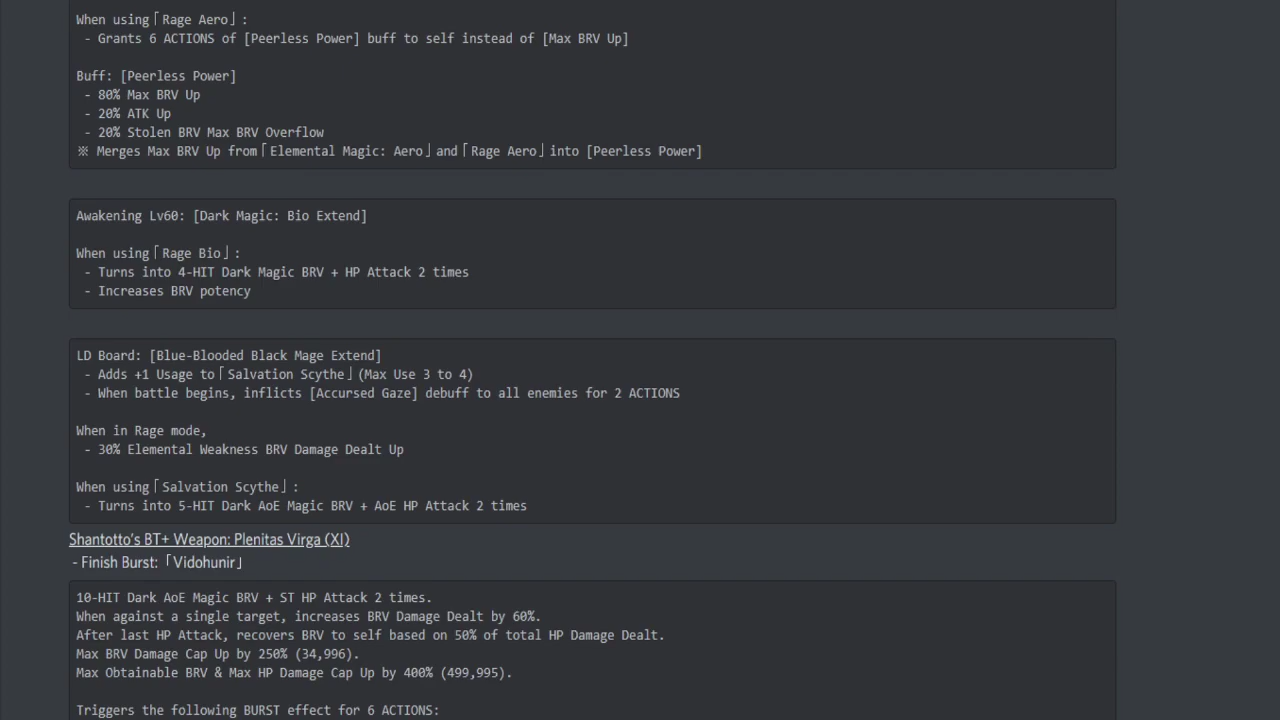 When using「Rage Aero」:
- Grants 6 ACTIONS of [Peerless Power] buff to self instead of [Max BRV Up]
Buff: [Peerless Power]
- 80% Max BRV Up
- 20% ATK Up
- 20% Stolen BRV Max BRV Overflow
※ Merges Max BRV Up from「Elemental Magic: Aero」and「Rage Aero」into [Peerless Power]
Awakening Lv60: [Dark Magic: Bio Extend]
When using「Rage Bio」:
- Turns into 4-HIT Dark Magic BRV + HP Attack 2 times
- Increases BRV potency
LD Board: [Blue-Blooded Black Mage Extend]
- Adds +1 Usage to「Salvation Scythe」(Max Use 3 to 4)
- When battle begins, inflicts [Accursed Gaze] debuff to all enemies for 2 ACTIONS
When in Rage mode,
- 30% Elemental Weakness BRV Damage Dealt Up
When using「Salvation Scythe」:
- Turns into 5-HIT Dark AoE Magic BRV + AoE HP Attack 2 times
Shantotto's BT+ Weapon: Plenitas Virga (XI)
- Finish Burst:「Vidohunir」
10-HIT Dark AoE Magic BRV + ST HP Attack 2 times.
When against a single target, increases BRV Damage Dealt by 60%.
After last HP Attack, recovers BRV to self based on 50% of total HP Damage Dealt.
Max BRV Damage Cap Up by 250% (34,996).
Max Obtainable BRV & Max HP Damage Cap Up by 400% (499,995).
Triggers the following BURST effect for 6 ACTIONS: